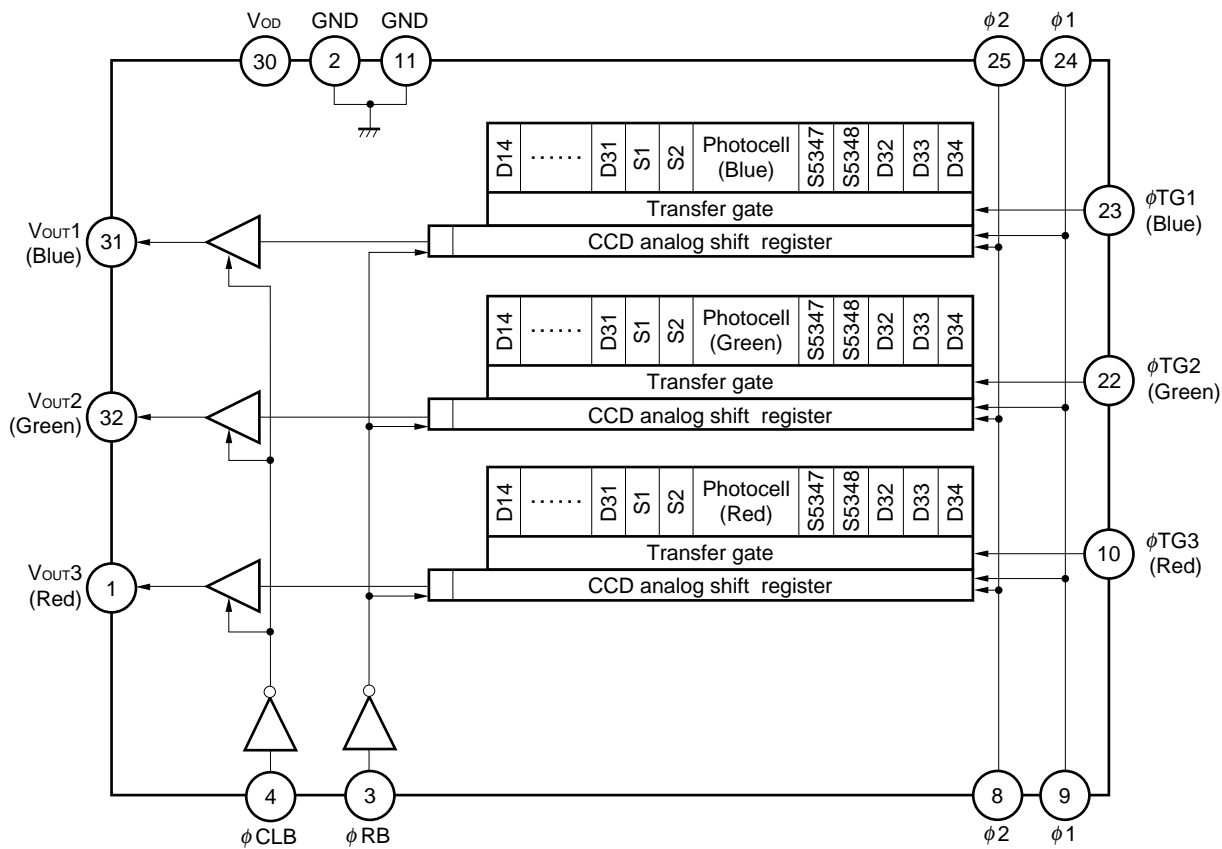 VOD GND GND φ2 φ1
30 2 11 25 24
D14 ...... D31 S1 S2 Photocell (Blue) S5347 S5348 D32 D33 D34
Transfer gate
23 φTG1 (Blue)
VOUT1 (Blue) 31
CCD analog shift register
D14 ...... D31 S1 S2 Photocell (Green) S5347 S5348 D32 D33 D34
Transfer gate
22 φTG2 (Green)
VOUT2 (Green) 32
CCD analog shift register
D14 ...... D31 S1 S2 Photocell (Red) S5347 S5348 D32 D33 D34
Transfer gate
10 φTG3 (Red)
VOUT3 (Red) 1
CCD analog shift register
4 3 8 9
φCLB φRB φ2 φ1